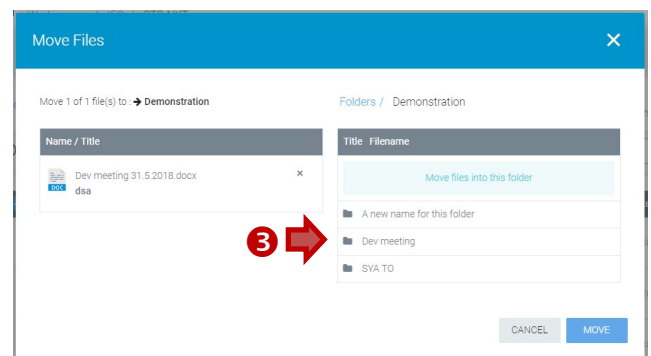 Move Files
Move 1 of 1 file(s) to : ➔ Demonstration
Folders / Demonstration
Name / Title
Title Filename
DOC
Dev meeting 31.5.2018.docx
dsa
Move files into this folder
A new name for this folder
3
Dev meeting
SYA TO
CANCEL
MOVE